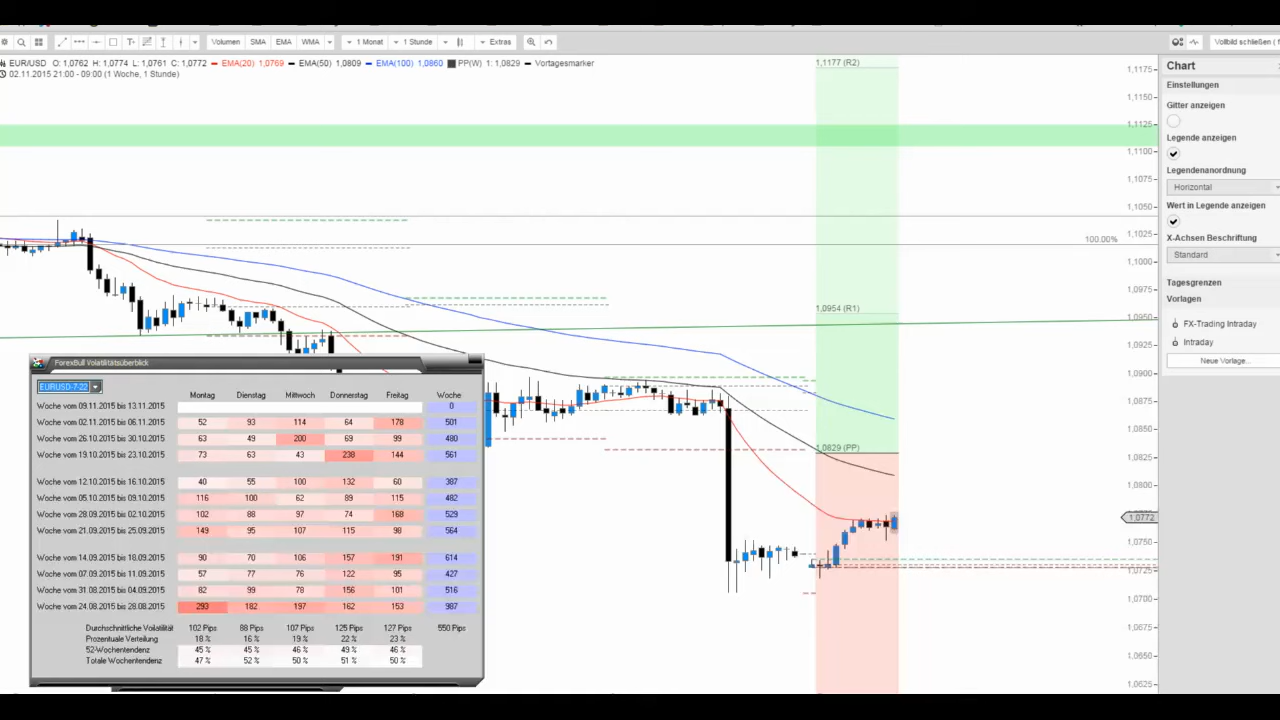 Volumen SMA EMA WMA 1 Monat 1 Stunde Extras Vollbild schließen (
EUR/USD O: 1,0762 H: 1,0774 L: 1,0761 C: 1,0772 EMA(20) 1,0769 EMA(50) 1,0809 EMA(100) 1,0860 PP(W) 1: 1,0829 Vortagesmarker
02.11.2015 21:00 - 09:00 (1 Woche, 1 Stunde)
1,1177 (R2)
100.00%
1,0954 (R1)
1,0829 (PP)
1,1175
1,1150
1,1125
1,1100
1,1075
1,1050
1,1025
1,1000
1,0975
1,0950
1,0925
1,0900
1,0875
1,0850
1,0825
1,0800
1,0772
1,0750
1,0725
1,0700
1,0675
1,0650
1,0625
Chart
Einstellungen
Gitter anzeigen
Legende anzeigen
Legendenanordnung
Horizontal
Wert in Legende anzeigen
X-Achsen Beschriftung
Standard
Tagesgrenzen
Vorlagen
FX-Trading Intraday
Intraday
Neue Vorlage...
ForexBull Volatilitätsüberblick
EURUSD-7-22
Montag Dienstag Mittwoch Donnerstag Freitag Woche
Woche vom 09.11.2015 bis 13.11.2015 0
Woche vom 02.11.2015 bis 06.11.2015 52 93 114 64 178 501
Woche vom 26.10.2015 bis 30.10.2015 63 49 200 69 99 480
Woche vom 19.10.2015 bis 23.10.2015 73 63 43 238 144 561
Woche vom 12.10.2015 bis 16.10.2015 40 55 100 132 60 387
Woche vom 05.10.2015 bis 09.10.2015 116 100 62 89 115 482
Woche vom 28.09.2015 bis 02.10.2015 102 88 97 74 168 529
Woche vom 21.09.2015 bis 25.09.2015 149 95 107 115 98 564
Woche vom 14.09.2015 bis 18.09.2015 90 70 106 157 191 614
Woche vom 07.09.2015 bis 11.09.2015 57 77 76 122 95 427
Woche vom 31.08.2015 bis 04.09.2015 82 99 78 156 101 516
Woche vom 24.08.2015 bis 28.08.2015 293 182 197 162 153 987
Durchschnittliche Volatilität 102 Pips 88 Pips 107 Pips 125 Pips 127 Pips 550 Pips
Prozentuale Verteilung 18 % 16 % 19 % 22 % 23 %
52-Wochentendenz 45 % 45 % 46 % 49 % 46 %
Totale Wochentendenz 47 % 52 % 50 % 51 % 50 %